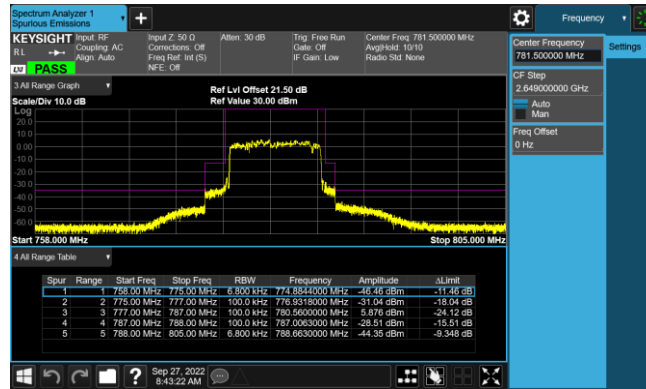 Spectrum Analyzer 1
Spurious Emissions
Frequency
KEYSIGHT
Input: RF
Input Z: 50 Ω
Atten: 30 dB
Trig: Free Run
Center Freq: 781.500000 MHz
RL
Coupling: AC
Corrections: Off
Gate: Off
Avg|Hold: 10/10
Align: Auto
Freq Ref: Int (S)
IF Gain: Low
Radio Std: None
NFE: Off
LXI PASS
Center Frequency
781.500000 MHz
Settings
CF Step
2.649000000 GHz
Auto
Man
Freq Offset
0 Hz
3 All Range Graph
Ref Lvl Offset 21.50 dB
Scale/Div 10.0 dB
Ref Value 30.00 dBm
Log
20.0
10.0
0.00
-10.0
-20.0
-30.0
-40.0
-50.0
-60.0
Start 758.000 MHz
Stop 805.000 MHz
4 All Range Table
Spur Range Start Freq Stop Freq RBW Frequency Amplitude ΔLimit
1 1 758.00 MHz 775.00 MHz 6.800 kHz 774.8844000 MHz -46.46 dBm -11.46 dB
2 2 775.00 MHz 777.00 MHz 100.0 kHz 776.9318000 MHz -31.04 dBm -18.04 dB
3 3 777.00 MHz 787.00 MHz 100.0 kHz 780.5600000 MHz 5.876 dBm -24.12 dB
4 4 787.00 MHz 788.00 MHz 100.0 kHz 787.0063000 MHz -28.51 dBm -15.51 dB
5 5 788.00 MHz 805.00 MHz 6.800 kHz 788.6630000 MHz -44.35 dBm -9.348 dB
Sep 27, 2022
8:43:22 AM